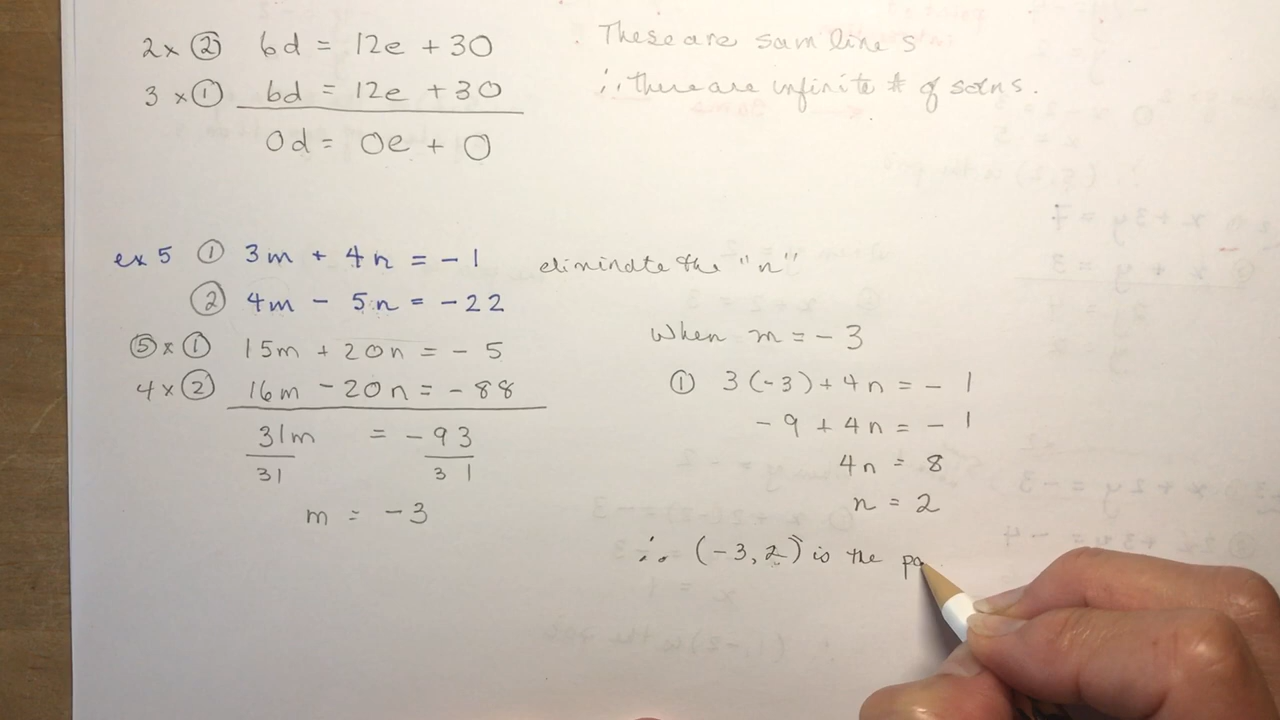 2 x ② 6d = 12e + 30
3 x ① 6d = 12e + 30
0d = 0e + 0
These are sam line s
∴ there are infinite # of solns.
ex 5 ① 3m + 4n = -1
② 4m - 5n = -22
eliminate the "n"
⑤ x ① 15m + 20n = - 5
4 x ② 16m - 20n = - 88
31m = - 93
31 31
m = -3
When m = - 3
① 3(-3) + 4n = - 1
- 9 + 4n = - 1
4n = 8
n = 2
∴ (-3, 2) is the po